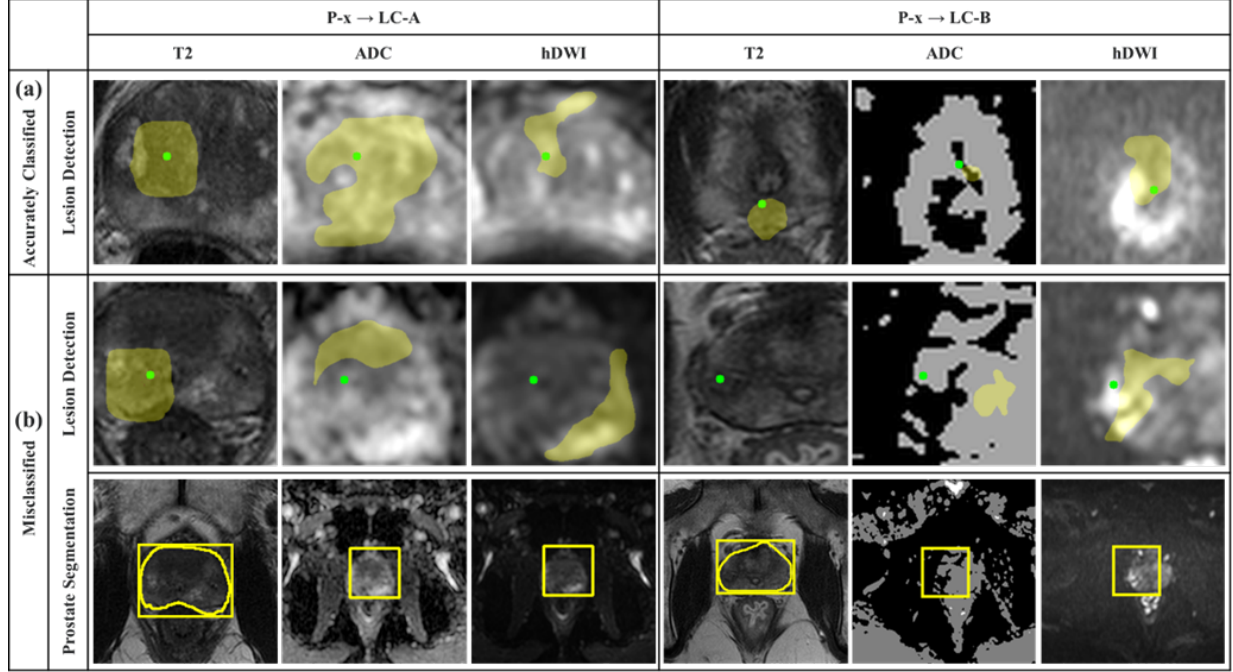 P-x → LC-A
P-x → LC-B
T2
ADC
hDWI
T2
ADC
hDWI
(a)
Accurately Classified
Lesion Detection
(b)
Misclassified
Lesion Detection
Prostate Segmentation